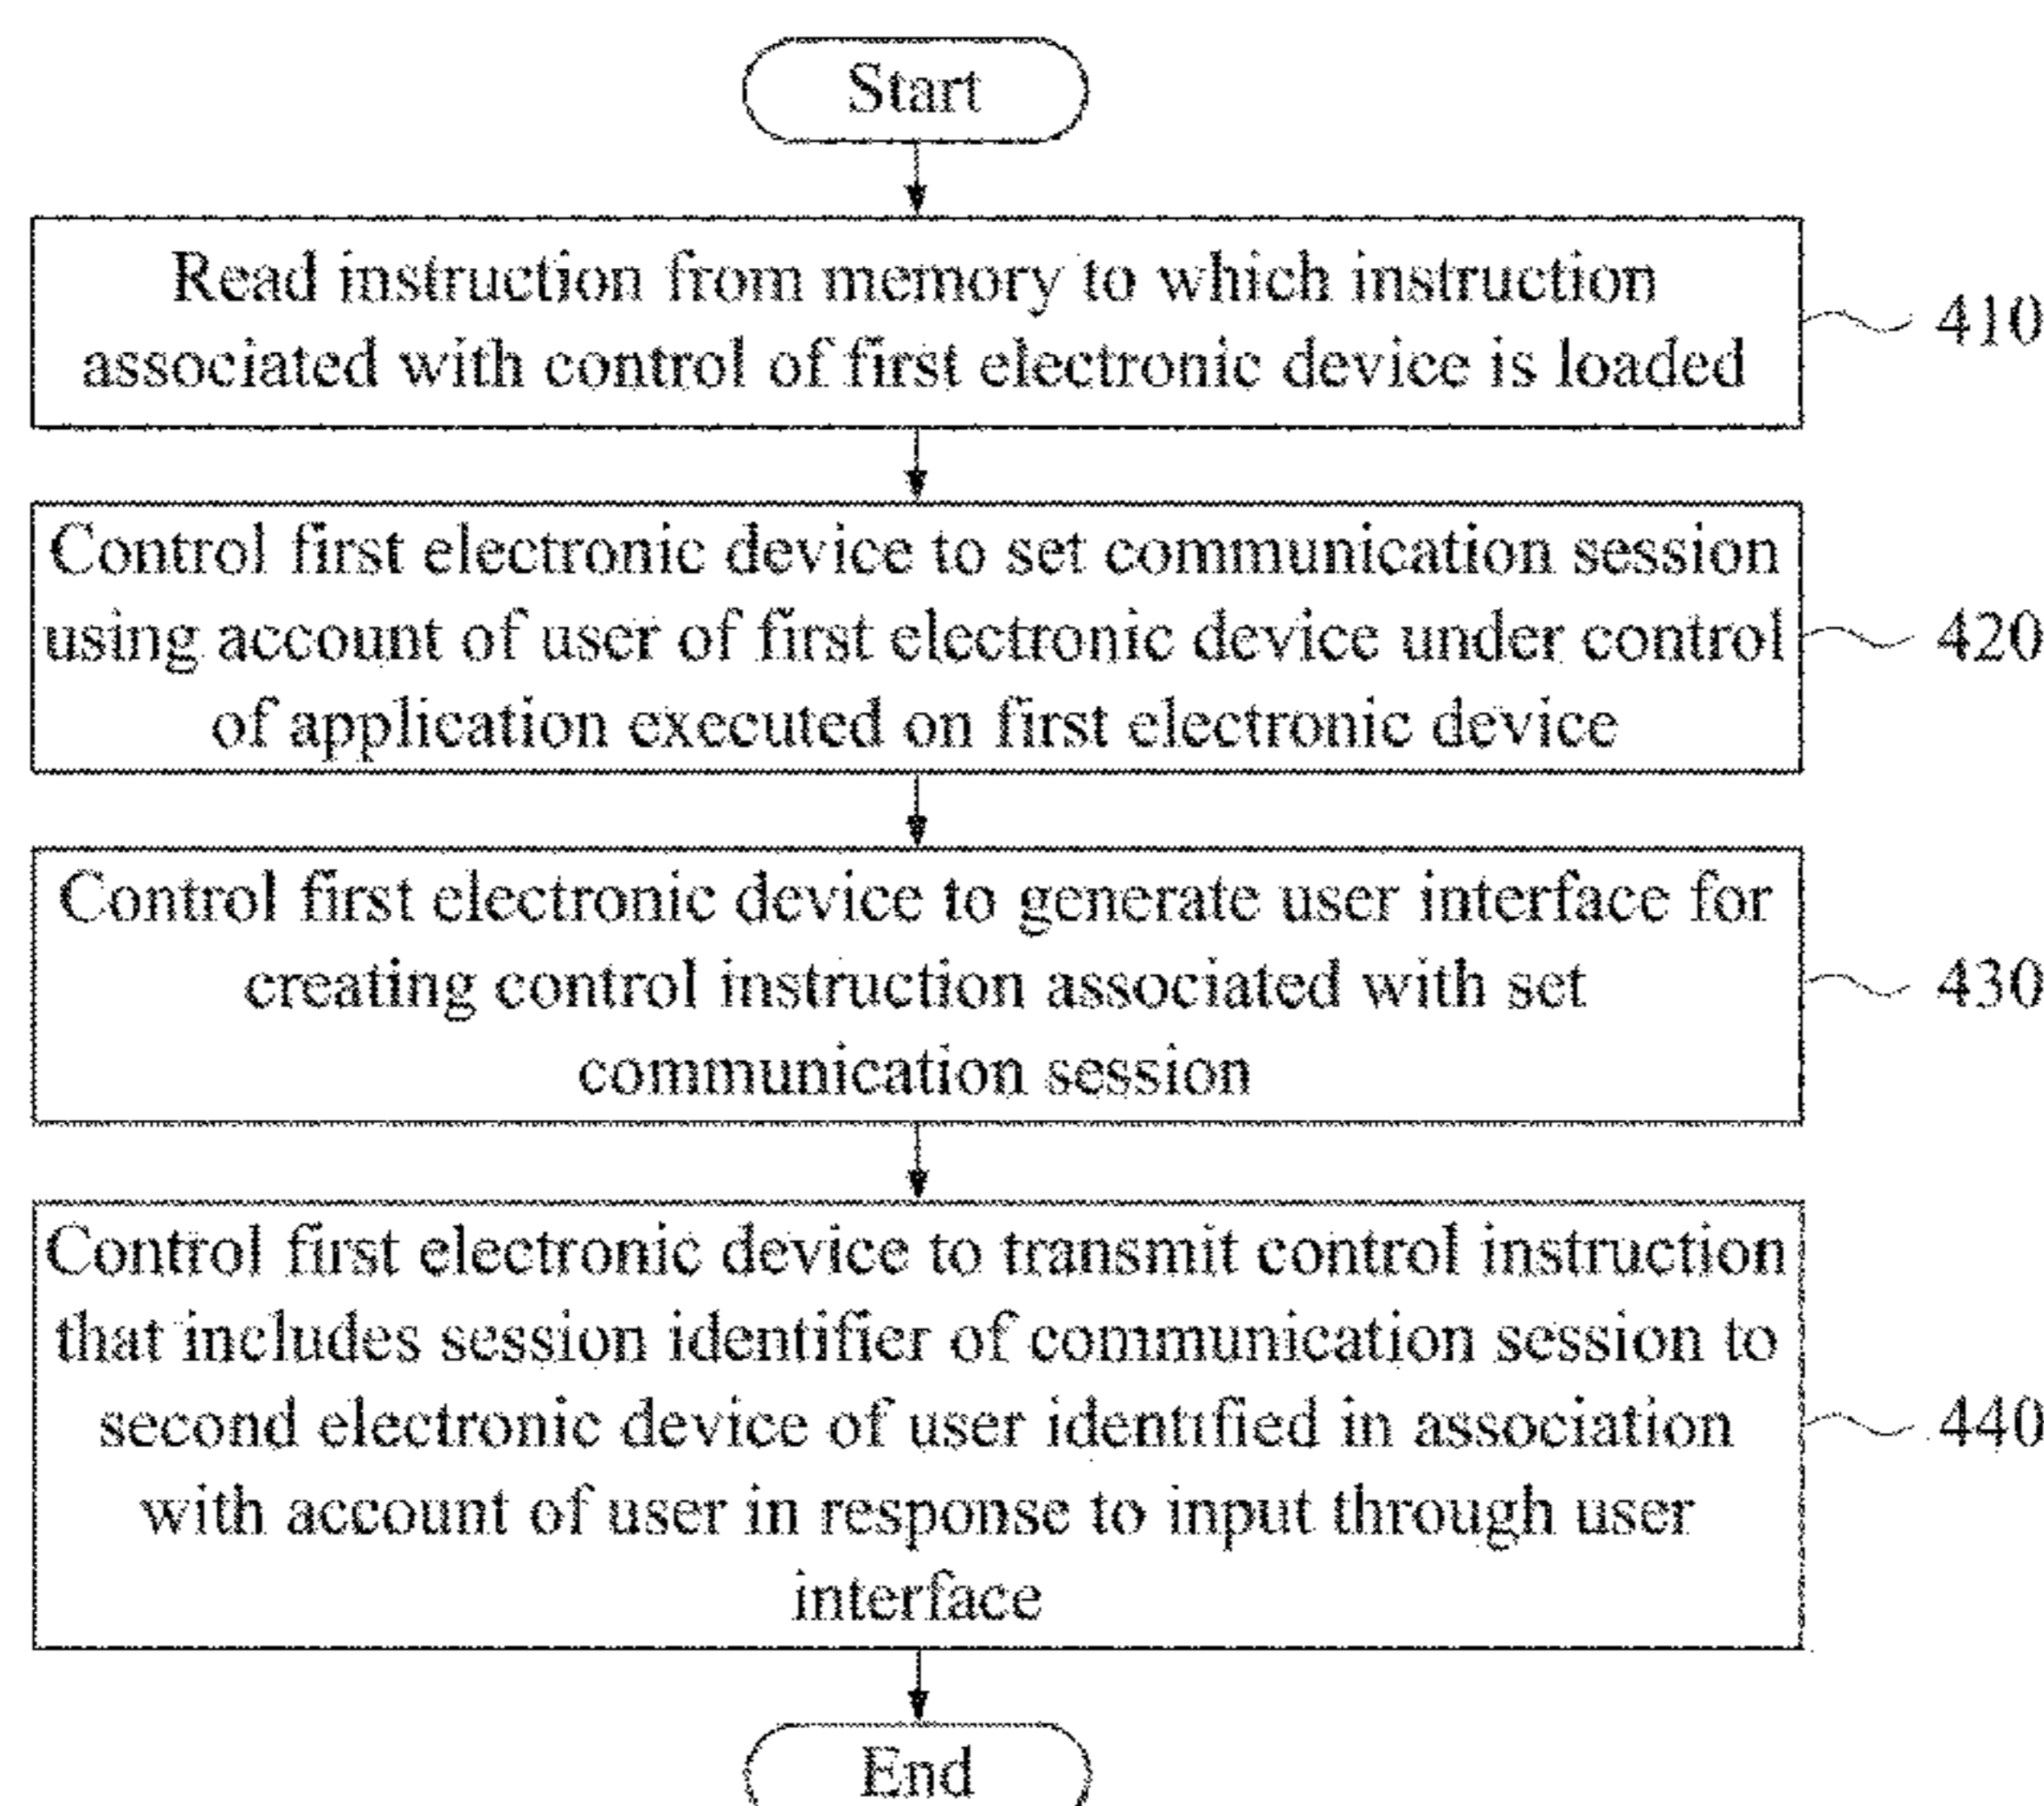 Start
Read instruction from memory to which instruction
associated with control of first electronic device is loaded
410
Control first electronic device to set communication session
using account of user of first electronic device under control
of application executed on first electronic device
420
Control first electronic device to generate user interface for
creating control instruction associated with set
communication session
430
Control first electronic device to transmit control instruction
that includes session identifier of communication session to
second electronic device of user identified in association
with account of user in response to input through user
interface
440
End